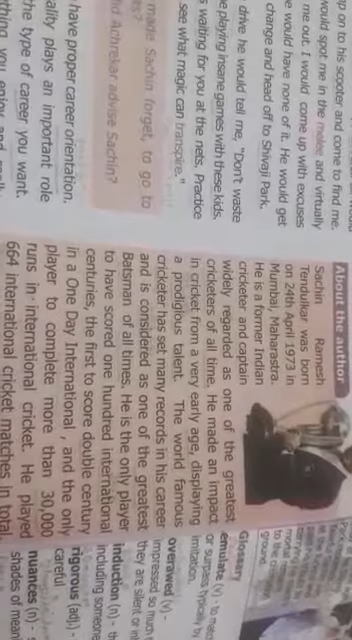 up on to his scooter and come to find me.
would spot me in the melee and virtually
me out. I would come up with excuses
e would have none of it. He would get
change and head off to Shivaji Park.
drive he would tell me, "Don't waste
e playing insane games with these kids.
s waiting for you at the nets. Practice
see what magic can transpire."
made Sachin forget, to go to
Achrekar advise Sachin?
have proper career orientation.
ality plays an important role
the type of career you want.
thing you enjoy and
About the author
Sachin Ramesh
Tendulkar was born
on 24th April 1973 in
Mumbai, Maharastra.
He is a former Indian
cricketer and captain
widely regarded as one of the greatest
cricketers of all time. He made an impact
in cricket from a very early age, displaying
a prodigious talent. The world famous
cricketer has set many records in his career
and is considered as one of the greatest
Batsman of all times. He is the only player
to have scored one hundred international
centuries, the first to score double century
in a One Day International , and the only
player to complete more than 30,000
runs in international cricket. He played
664 international cricket matches in total.
ground.
Glossary
emulate (v) - to
or surpass typically by
imitation.
overawed (v) -
impressed so much
they are silent or
induction (n) -
including someone
rigorous (adj.) -
careful
nuances (n) -
shades of